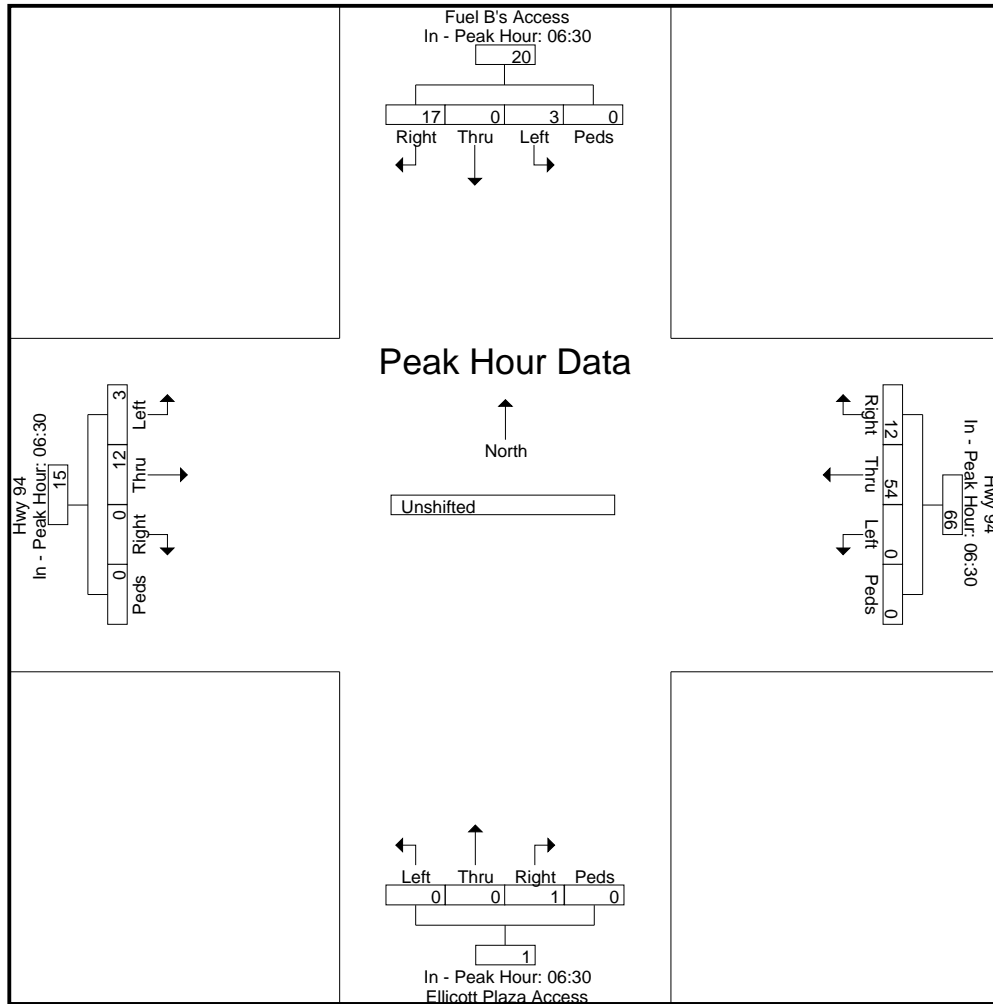 Fuel B's Access
In - Peak Hour: 06:30
20
17 0 3 0
Right Thru Left Peds
Peak Hour Data
North
Unshifted
Hwy 94
In - Peak Hour: 06:30
15
3 12 0 0
Left Thru Right Peds
Hwy 94
In - Peak Hour: 06:30
66
12 54 0 0
Right Thru Left Peds
Left Thru Right Peds
0 0 1 0
1
In - Peak Hour: 06:30
Ellicott Plaza Access